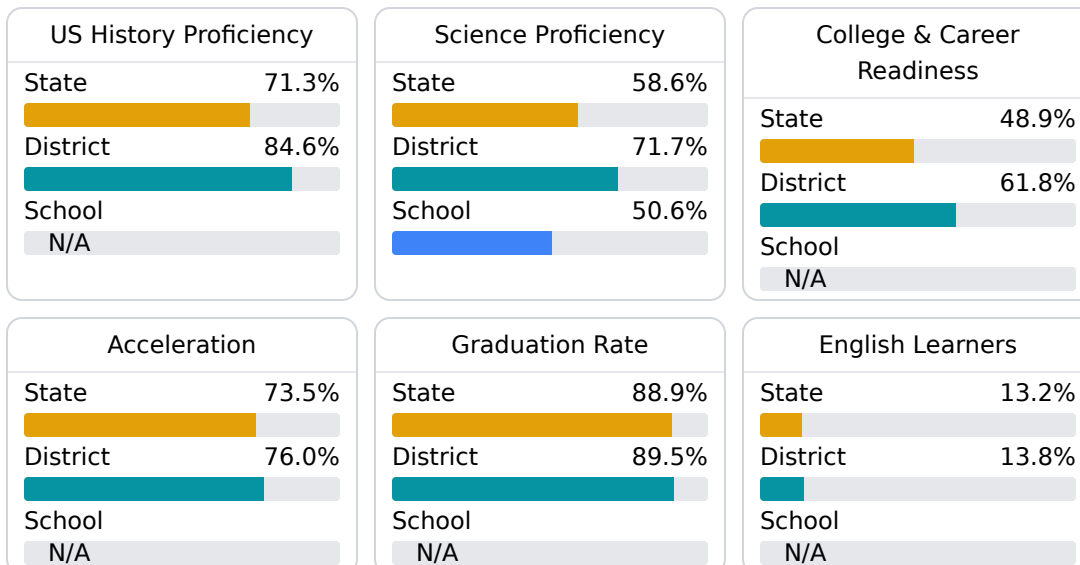 US History Proficiency
State 71.3%
District 84.6%
School
N/A
Science Proficiency
State 58.6%
District 71.7%
School 50.6%
College & Career
Readiness
State 48.9%
District 61.8%
School
N/A
Acceleration
State 73.5%
District 76.0%
School
N/A
Graduation Rate
State 88.9%
District 89.5%
School
N/A
English Learners
State 13.2%
District 13.8%
School
N/A